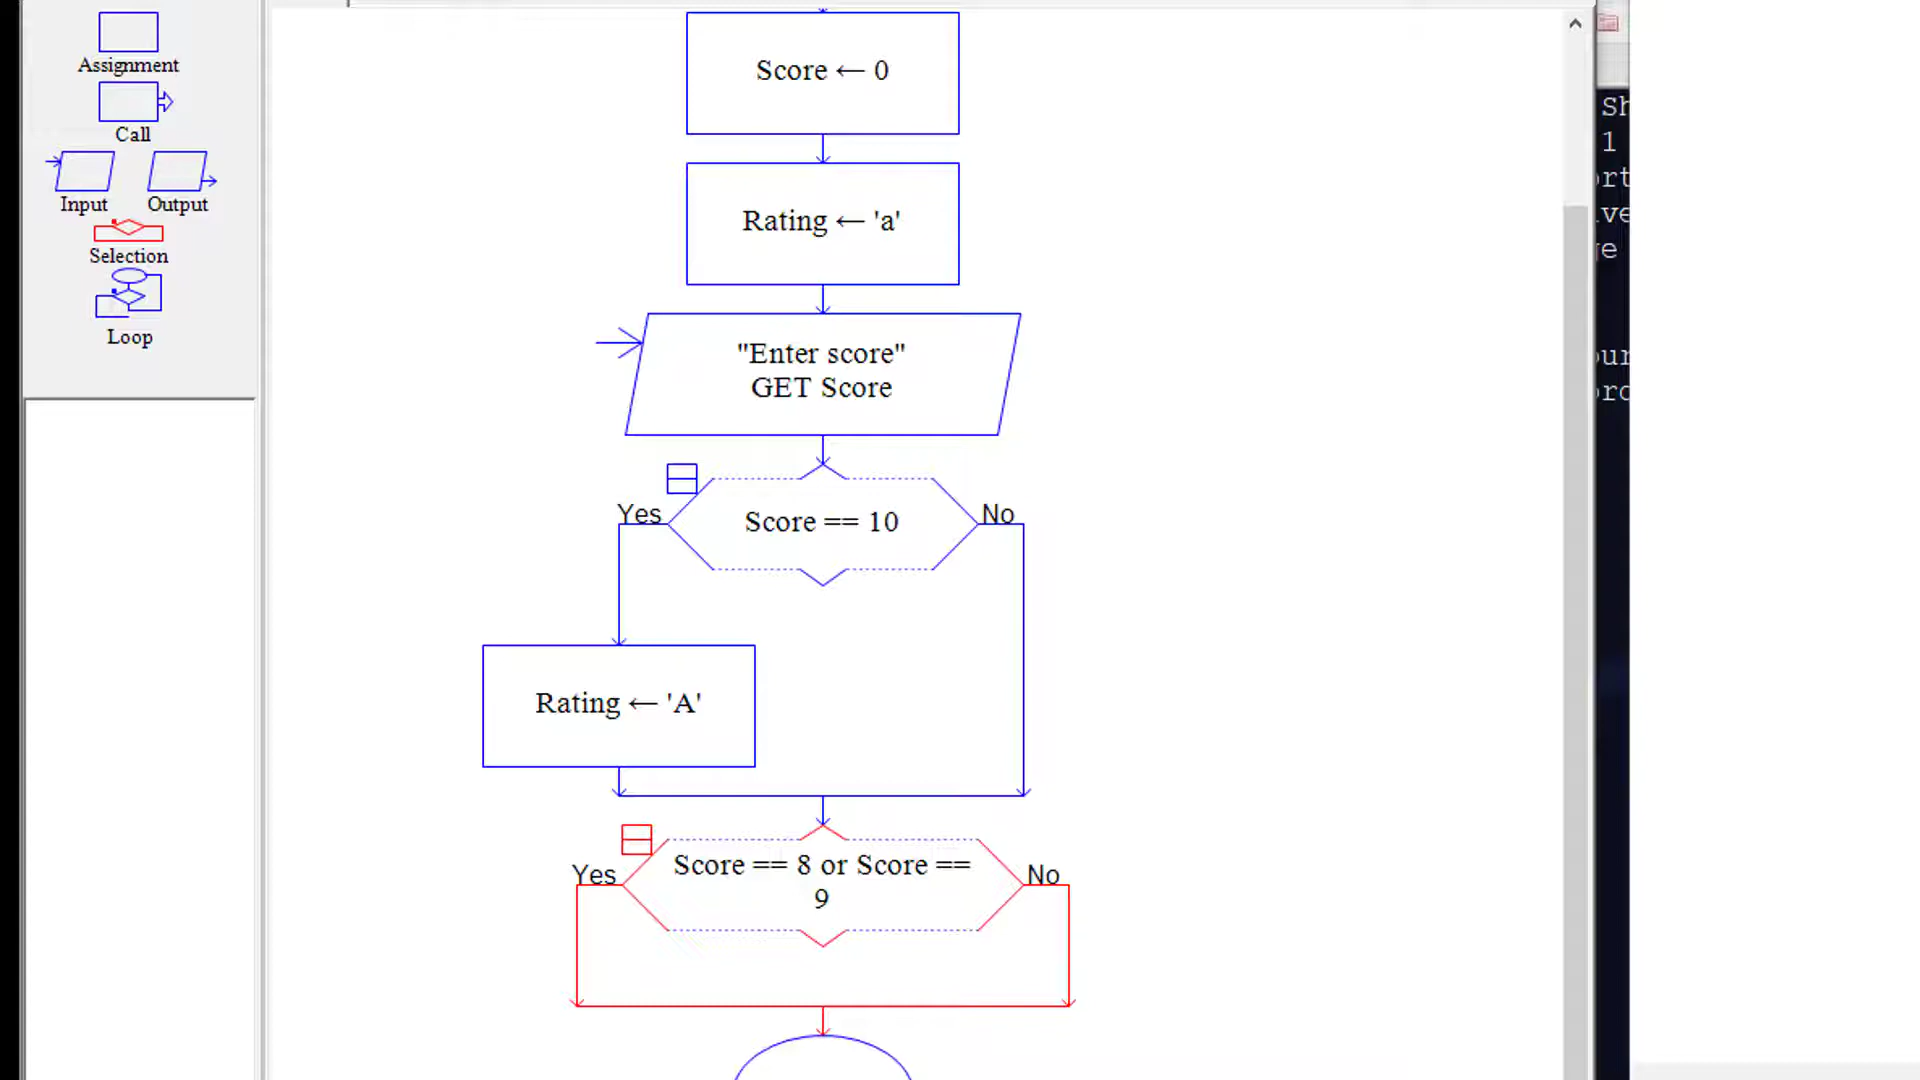 Assignment
Call
Input Output
Selection
Loop
Score ← 0
Rating ← 'a'
"Enter score"
GET Score
Yes
Score == 10
No
Rating ← 'A'
Yes
Score == 8 or Score ==
9
No
1